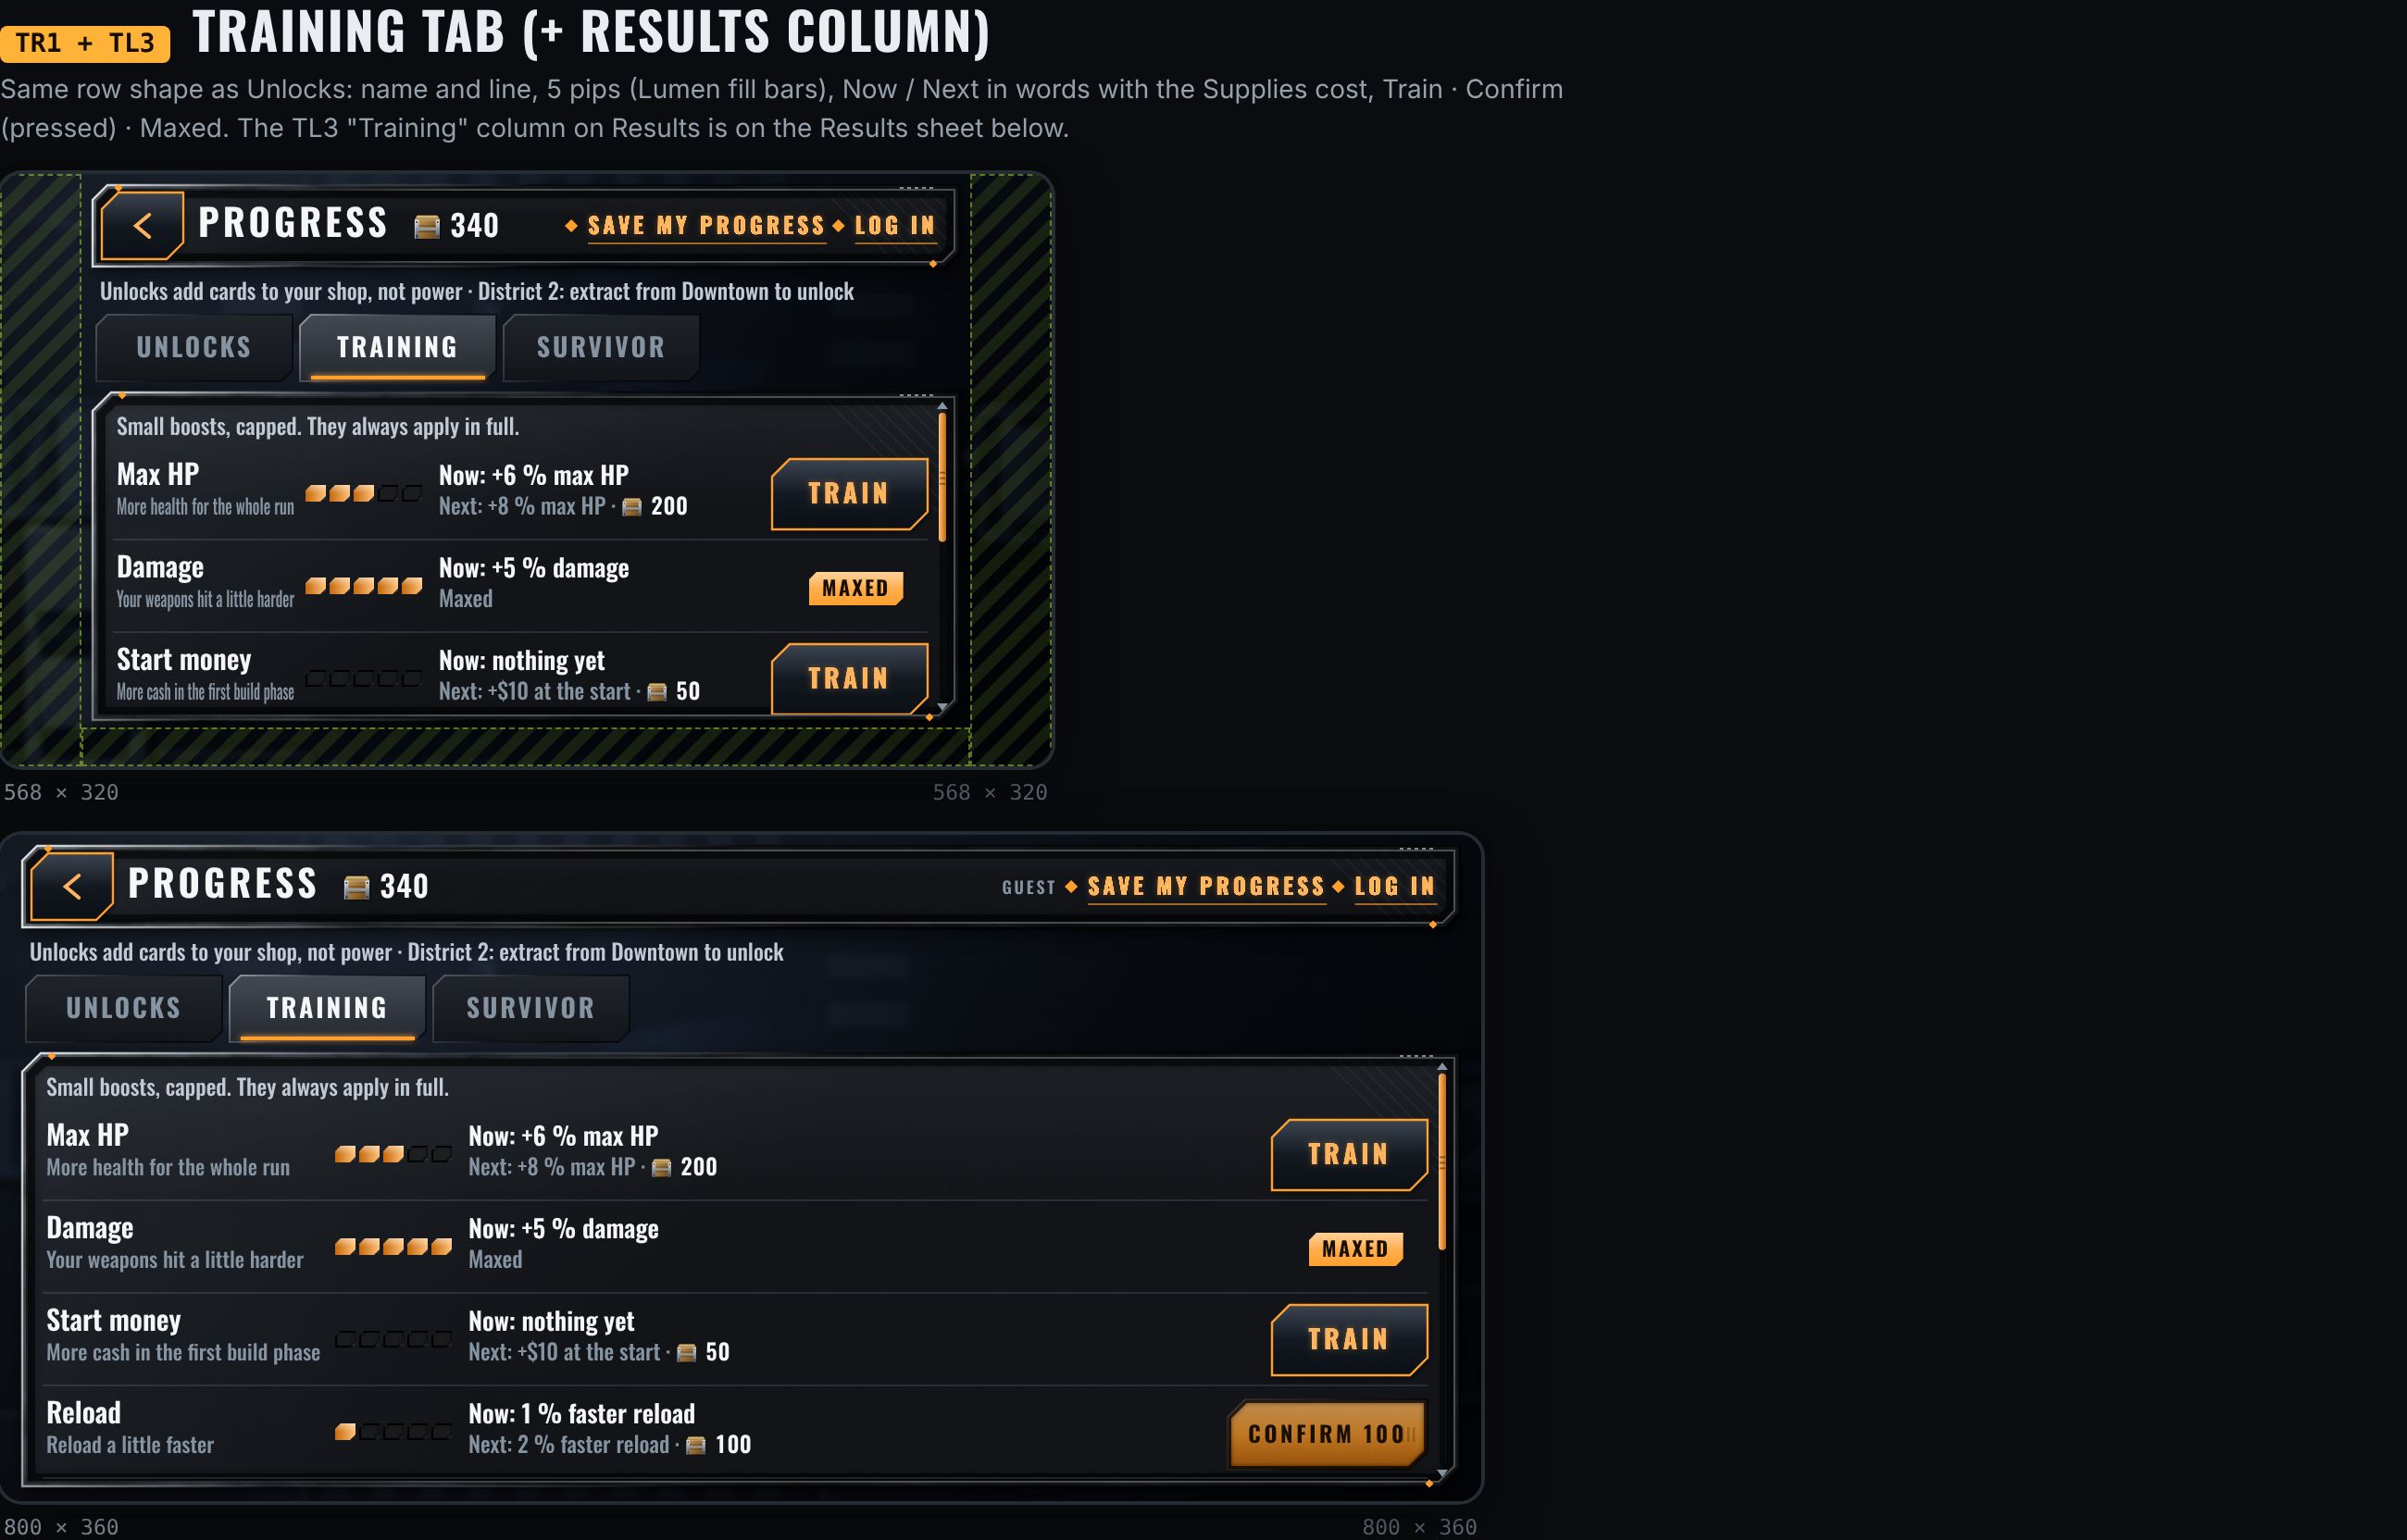 TR1 + TL3 TRAINING TAB (+ RESULTS COLUMN)
Same row shape as Unlocks: name and line, 5 pips (Lumen fill bars), Now / Next in words with the Supplies cost, Train · Confirm
(pressed) · Maxed. The TL3 "Training" column on Results is on the Results sheet below.
PROGRESS 340 SAVE MY PROGRESS LOG IN
Unlocks add cards to your shop, not power · District 2: extract from Downtown to unlock
UNLOCKS TRAINING SURVIVOR
Small boosts, capped. They always apply in full.
Max HP Now: +6 % max HP
More health for the whole run Next: +8 % max HP · 200 TRAIN
Damage Now: +5 % damage
Your weapons hit a little harder Maxed MAXED
Start money Now: nothing yet
More cash in the first build phase Next: +$10 at the start · 50 TRAIN
568 × 320 568 × 320
PROGRESS 340 GUEST SAVE MY PROGRESS LOG IN
Unlocks add cards to your shop, not power · District 2: extract from Downtown to unlock
UNLOCKS TRAINING SURVIVOR
Small boosts, capped. They always apply in full.
Max HP Now: +6 % max HP
More health for the whole run Next: +8 % max HP · 200 TRAIN
Damage Now: +5 % damage
Your weapons hit a little harder Maxed MAXED
Start money Now: nothing yet
More cash in the first build phase Next: +$10 at the start · 50 TRAIN
Reload Now: 1 % faster reload
Reload a little faster Next: 2 % faster reload · 100 CONFIRM 100
800 × 360 800 × 360